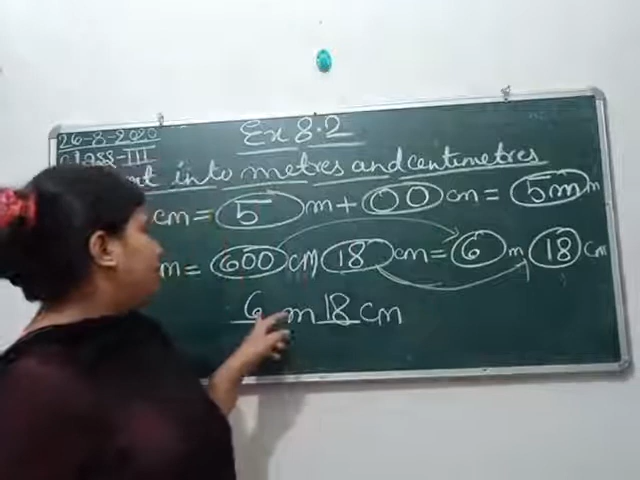 26-8-2020 Ex 8.2
Class-III
into metres and centimetres
cm = 5 m + 00 cm = 5m m
m = 600 cm 18 cm = 6 m 18 cm
6 m 18 cm